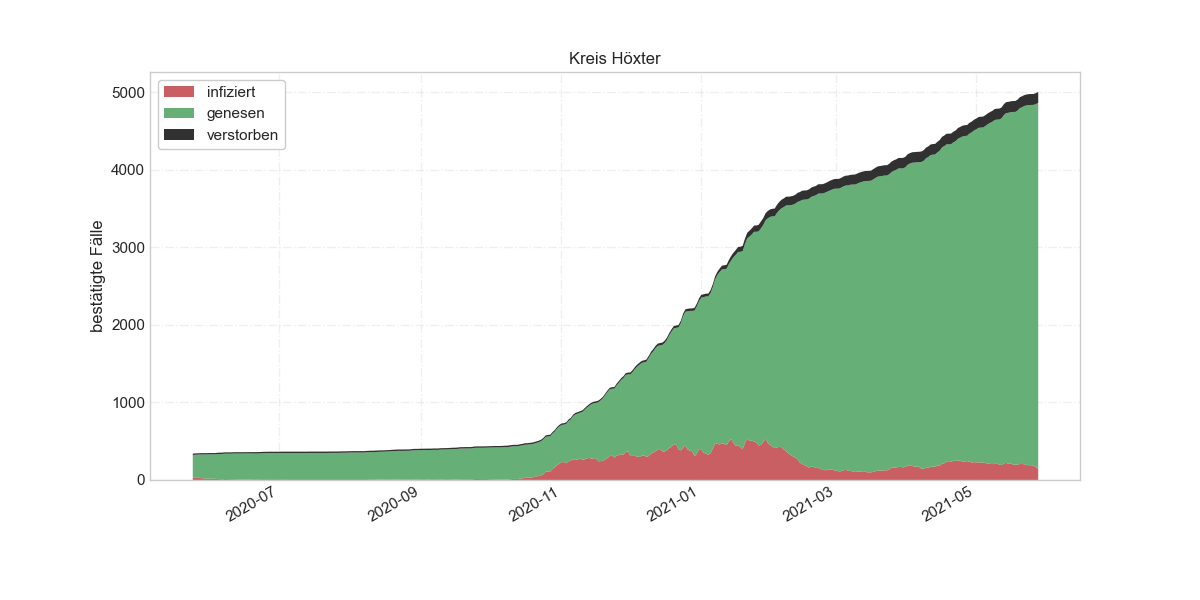 Kreis Höxter
infiziert
genesen
verstorben
bestätigte Fälle
5000
4000
3000
2000
1000
0
2020-07
2020-09
2020-11
2021-01
2021-03
2021-05